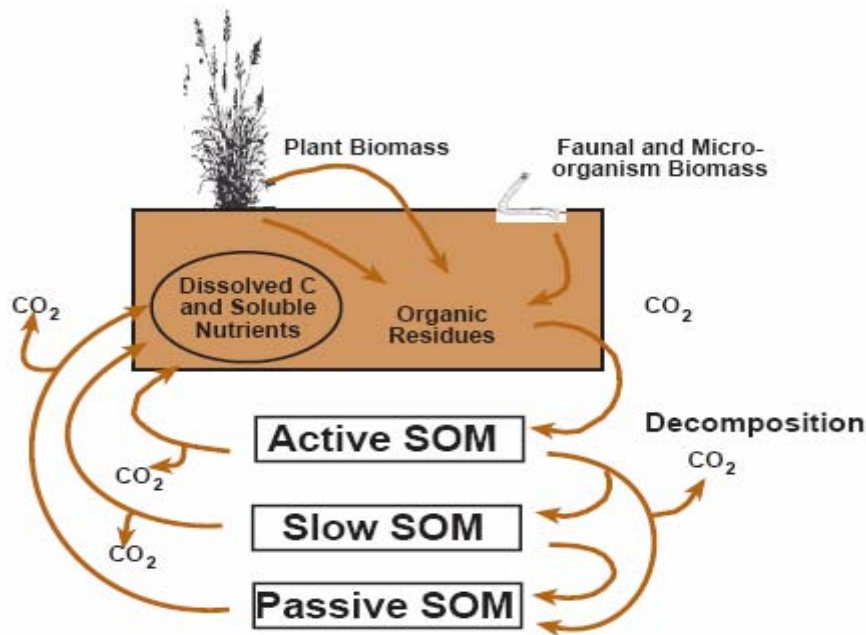 Plant Biomass
Faunal and Micro-
organism Biomass
Dissolved C
and Soluble
Nutrients
Organic
Residues
CO2
CO2
Active SOM
Decomposition
CO2
CO2
Slow SOM
CO2
Passive SOM